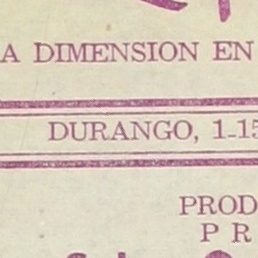 A DIMENSION EN
DURANGO, 1-15
PROD
P R